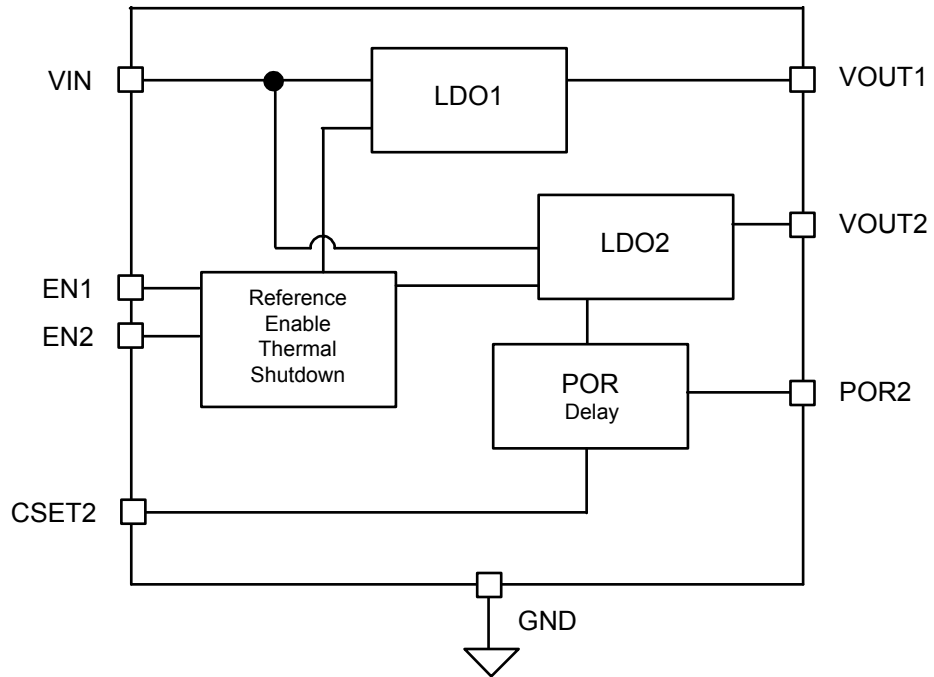 VIN
LDO1
VOUT1
LDO2
VOUT2
EN1
EN2
Reference
Enable
Thermal
Shutdown
POR
Delay
POR2
CSET2
GND